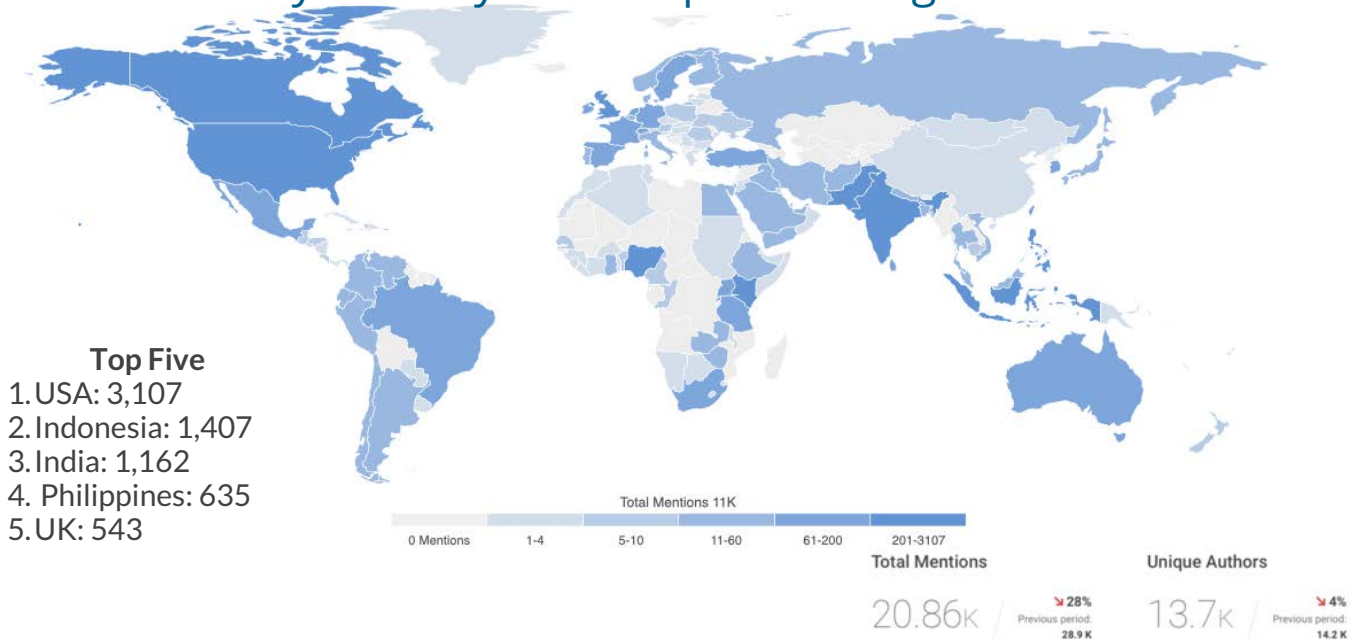 Top Five
1. USA: 3,107
2. Indonesia: 1,407
3. India: 1,162
4. Philippines: 635
5. UK: 543
Total Mentions 11K
0 Mentions 1-4 5-10 11-60 61-200 201-3107
Total Mentions
20.86K
28%
Previous period:
28.9 K
Unique Authors
13.7K
4%
Previous period:
14.2 K